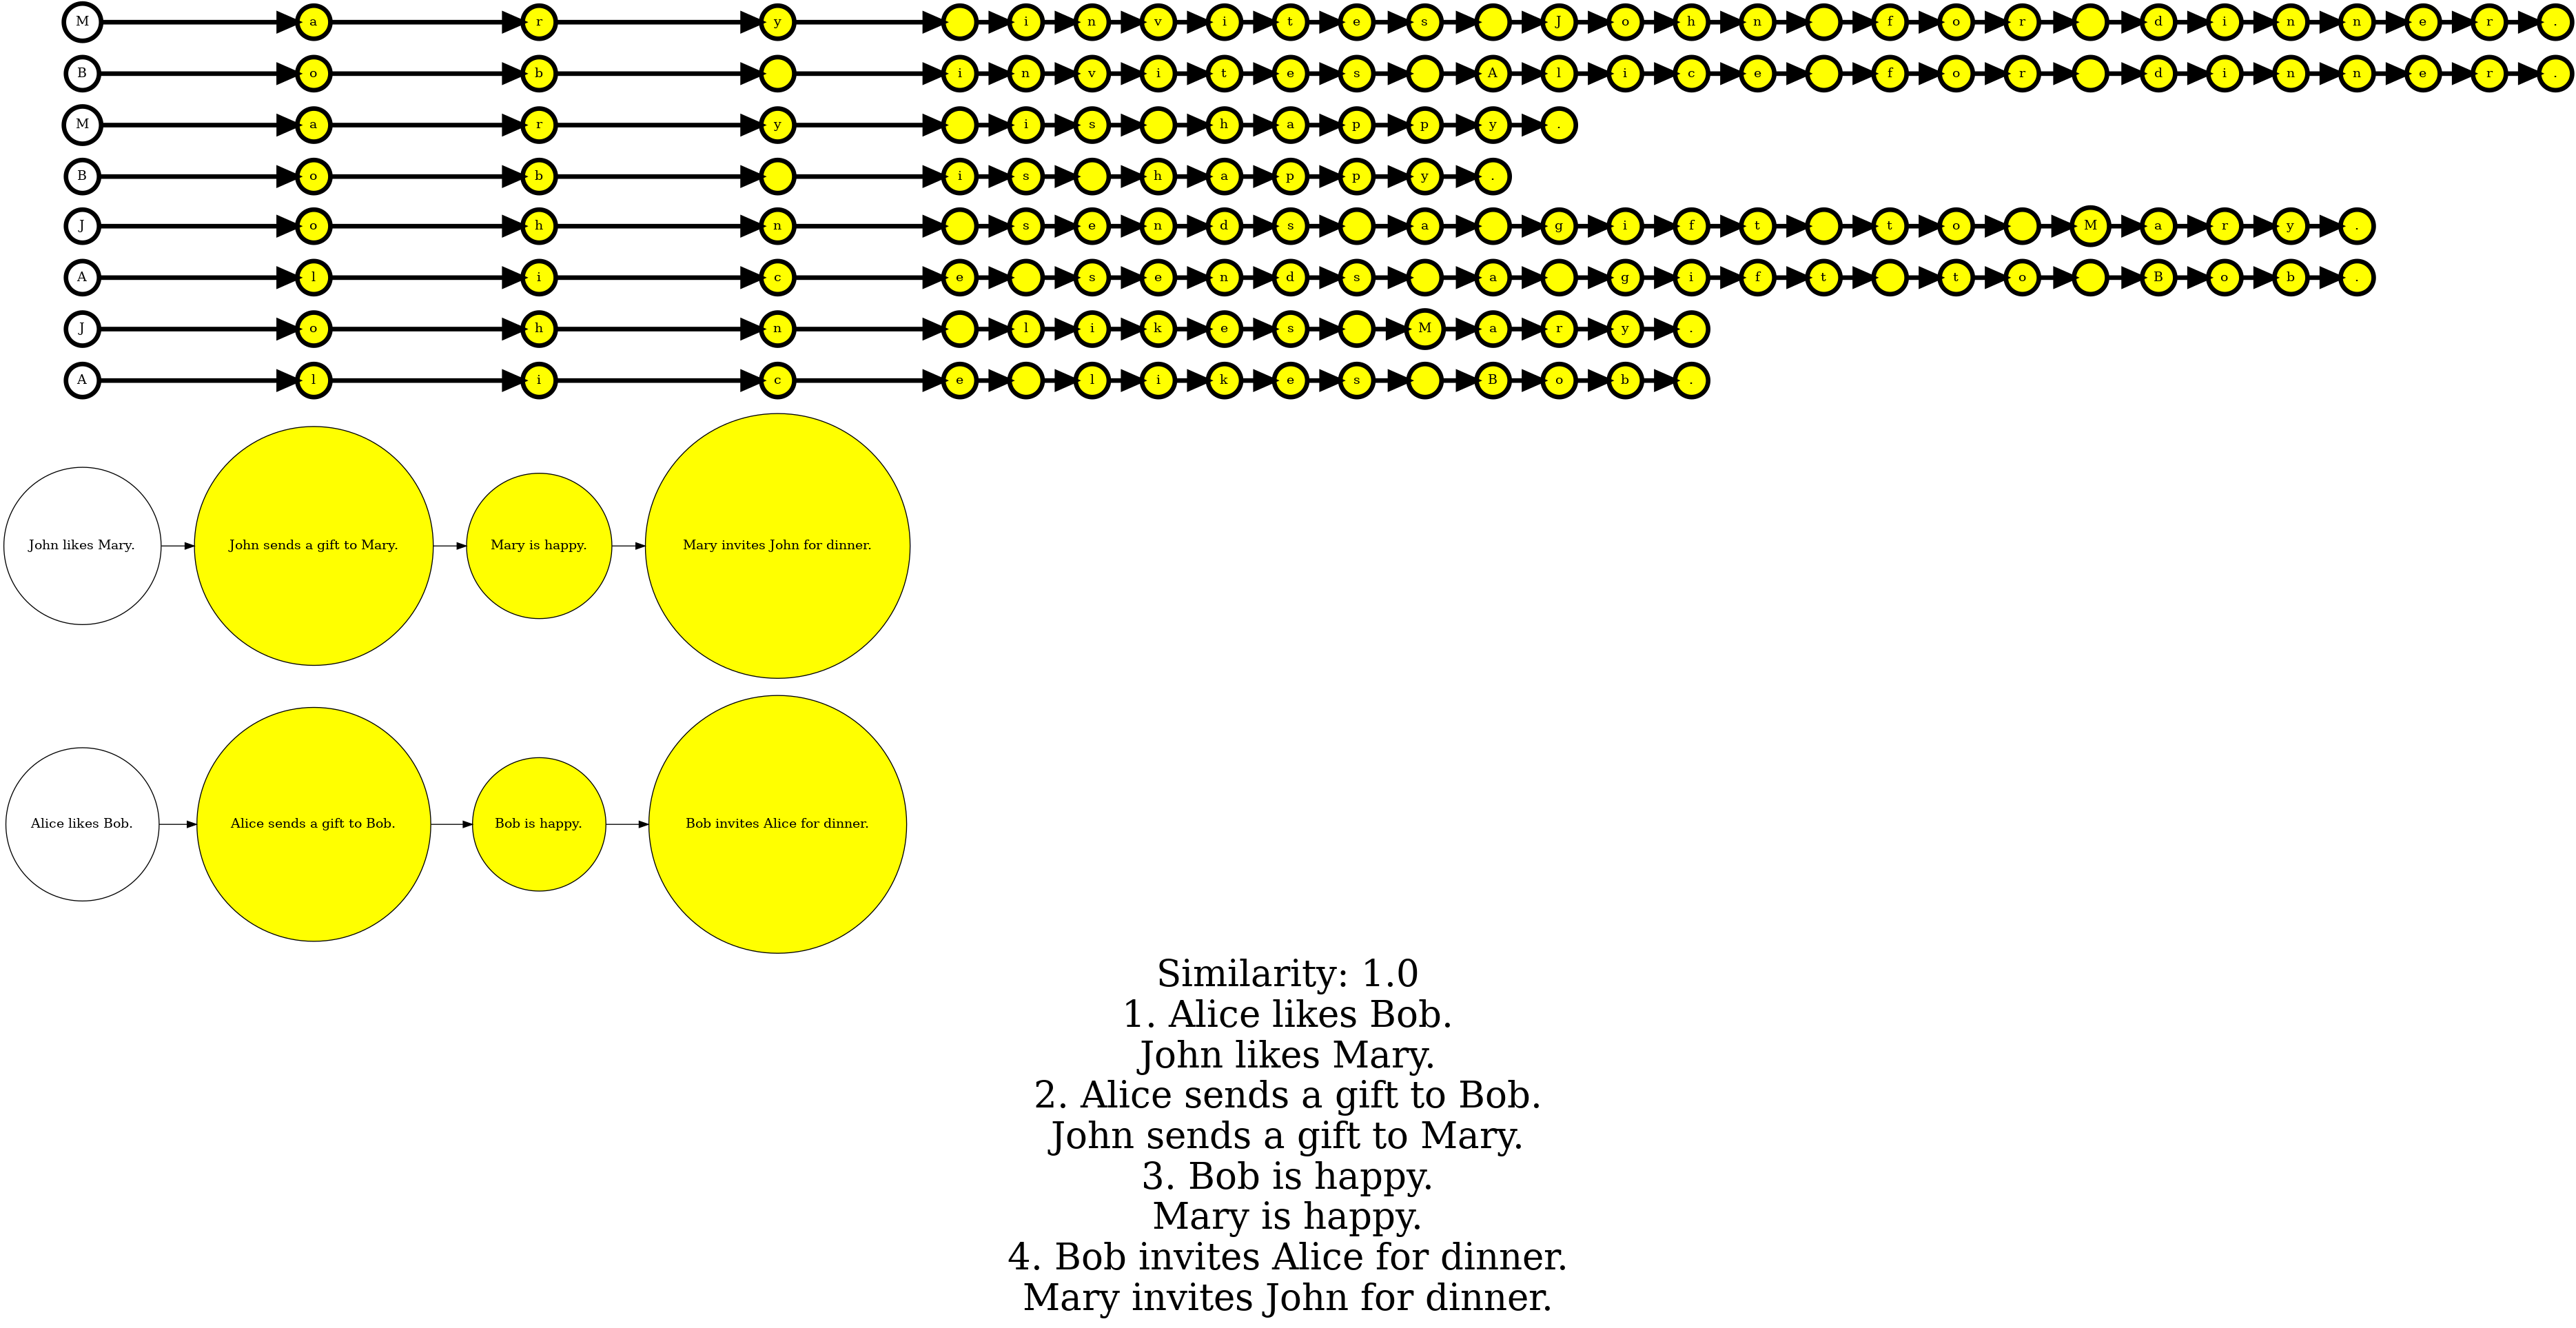 M a r y   i n v i t e s   J o h n   f o r   d i n n e r .
B o b   i n v i t e s   A l i c e   f o r   d i n n e r .
M a r y   i s   h a p p y .
B o b   i s   h a p p y .
J o h n   s e n d s   a   g i f t   t o   M a r y .
A l i c e   s e n d s   a   g i f t   t o   B o b .
J o h n   l i k e s   M a r y .
A l i c e   l i k e s   B o b .
John likes Mary. John sends a gift to Mary. Mary is happy. Mary invites John for dinner.
Alice likes Bob. Alice sends a gift to Bob. Bob is happy. Bob invites Alice for dinner.
Similarity: 1.0
1. Alice likes Bob.
John likes Mary.
2. Alice sends a gift to Bob.
John sends a gift to Mary.
3. Bob is happy.
Mary is happy.
4. Bob invites Alice for dinner.
Mary invites John for dinner.